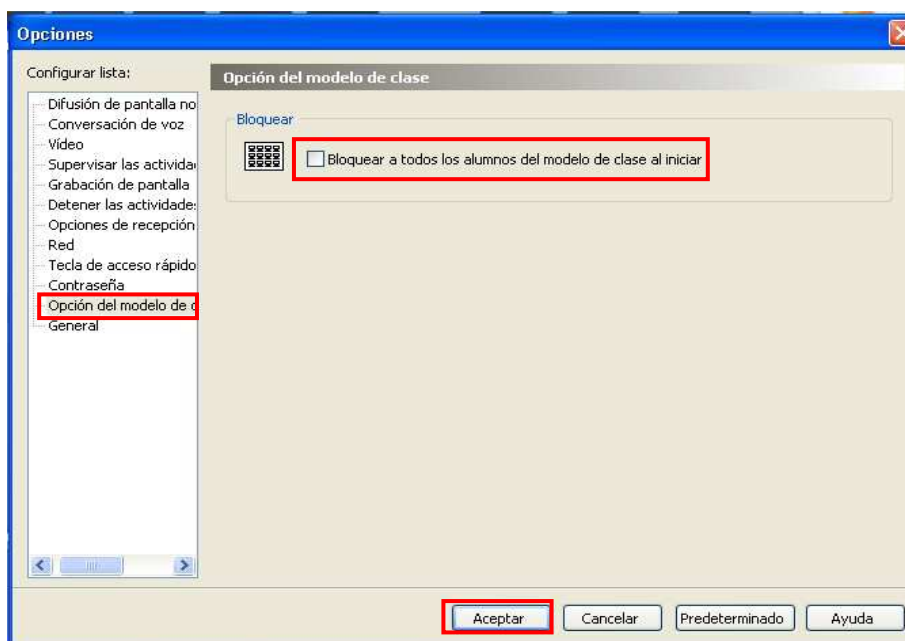 Opciones
Configurar lista:
Difusión de pantalla no
Conversación de voz
Vídeo
Supervisar las activida
Grabación de pantalla
Detener las actividade
Opciones de recepción
Red
Tecla de acceso rápido
Contraseña
Opción del modelo de c
General
Opción del modelo de clase
Bloquear
Bloquear a todos los alumnos del modelo de clase al iniciar
Aceptar
Cancelar
Predeterminado
Ayuda